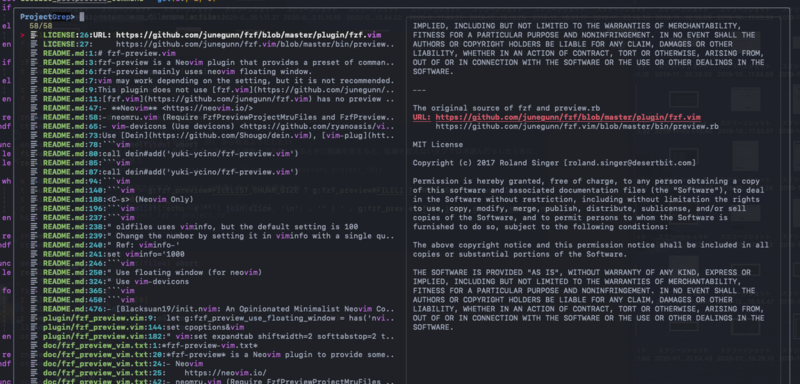 ProjectGrep>
58/58
> LICENSE:26:URL: https://github.com/junegunn/fzf/blob/master/plugin/fzf.vim
LICENSE:27:     https://github.com/junegunn/fzf.vim/blob/master/bin/preview..
README.md:1:# fzf-preview.vim
README.md:3:fzf-preview is a Neovim plugin that provides a preset of comman..
README.md:6:fzf-preview mainly uses neovim floating window.
README.md:7:vim may work depending on the setting, but it is not recommended.
README.md:9:This plugin does not use [fzf.vim](https://github.com/junegunn/..
README.md:11:[fzf.vim](https://github.com/junegunn/fzf.vim) has no preview ..
README.md:47:- **Neovim** <https://neovim.io/>
README.md:58:- neomru.vim (Require FzfPreviewProjectMruFiles and FzfPreview..
README.md:65:- vim-devicons (Use devicons) <https://github.com/ryanoasis/vi..
README.md:73:Use [Dein](https://github.com/Shougo/dein.vim), [vim-plug](htt..
README.md:78:```vim
README.md:80:call dein#add('yuki-ycino/fzf-preview.vim')
README.md:85:```vim
README.md:87:call dein#add('yuki-ycino/fzf-preview.vim')
README.md:94:```vim
README.md:140:```vim
README.md:188:<C-s> (Neovim Only)
README.md:196:```vim
README.md:237:```vim
README.md:238:" oldfiles uses viminfo, but the default setting is 100
README.md:239:" Change the number by setting it in viminfo with a single qu..
README.md:240:" Ref: viminfo-'
README.md:241:set viminfo='1000
README.md:246:```vim
README.md:250:" Use floating window (for neovim)
README.md:324:" Use vim-devicons
README.md:365:```vim
README.md:450:```vim
README.md:476:- [Blacksuan19/init.nvim: An Opinionated Minimalist Neovim Co..
plugin/fzf_preview.vim:9:  let g:fzf_preview_use_floating_window = has('nvi..
plugin/fzf_preview.vim:144:set cpoptions&vim
plugin/fzf_preview.vim:182:" vim:set expandtab shiftwidth=2 softtabstop=2 t..
doc/fzf_preview_vim.txt:1:*fzf-preview-vim.txt*
doc/fzf_preview_vim.txt:20:*fzf-preview* is a Neovim plugin to provide some..
doc/fzf_preview_vim.txt:24:- Neovim
doc/fzf_preview_vim.txt:25:    https://neovim.io/
doc/fzf_preview_vim.txt:42:- neomru.vim (Require FzfPreviewProjectMruFiles ..
IMPLIED, INCLUDING BUT NOT LIMITED TO THE WARRANTIES OF MERCHANTABILITY,
FITNESS FOR A PARTICULAR PURPOSE AND NONINFRINGEMENT. IN NO EVENT SHALL THE
AUTHORS OR COPYRIGHT HOLDERS BE LIABLE FOR ANY CLAIM, DAMAGES OR OTHER
LIABILITY, WHETHER IN AN ACTION OF CONTRACT, TORT OR OTHERWISE, ARISING FROM,
OUT OF OR IN CONNECTION WITH THE SOFTWARE OR THE USE OR OTHER DEALINGS IN THE
SOFTWARE.
---
The original source of fzf and preview.rb
URL: https://github.com/junegunn/fzf/blob/master/plugin/fzf.vim
https://github.com/junegunn/fzf.vim/blob/master/bin/preview.rb
MIT License
Copyright (c) 2017 Roland Singer [roland.singer@desertbit.com]
Permission is hereby granted, free of charge, to any person obtaining a copy
of this software and associated documentation files (the "Software"), to deal
in the Software without restriction, including without limitation the rights
to use, copy, modify, merge, publish, distribute, sublicense, and/or sell
copies of the Software, and to permit persons to whom the Software is
furnished to do so, subject to the following conditions:
The above copyright notice and this permission notice shall be included in all
copies or substantial portions of the Software.
THE SOFTWARE IS PROVIDED "AS IS", WITHOUT WARRANTY OF ANY KIND, EXPRESS OR
IMPLIED, INCLUDING BUT NOT LIMITED TO THE WARRANTIES OF MERCHANTABILITY,
FITNESS FOR A PARTICULAR PURPOSE AND NONINFRINGEMENT. IN NO EVENT SHALL THE
AUTHORS OR COPYRIGHT HOLDERS BE LIABLE FOR ANY CLAIM, DAMAGES OR OTHER
LIABILITY, WHETHER IN AN ACTION OF CONTRACT, TORT OR OTHERWISE, ARISING FROM,
OUT OF OR IN CONNECTION WITH THE SOFTWARE OR THE USE OR OTHER DEALINGS IN THE
SOFTWARE.